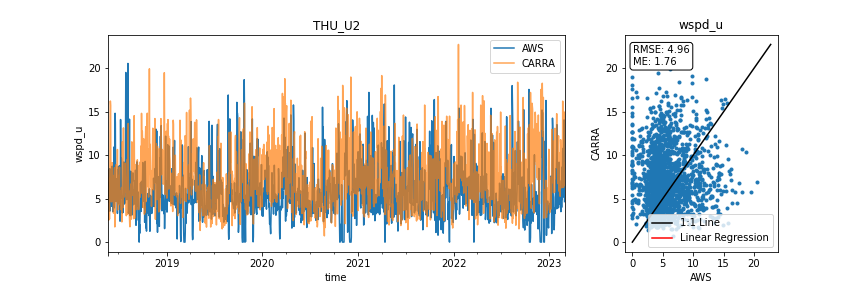 THU_U2
wspd_u
AWS
CARRA
20
15
10
5
0
wspd_u
2019
2020
2021
2022
2023
time
wspd_u
RMSE: 4.96
ME: 1.76
20
15
10
5
0
CARRA
1:1 Line
Linear Regression
0
5
10
15
20
AWS